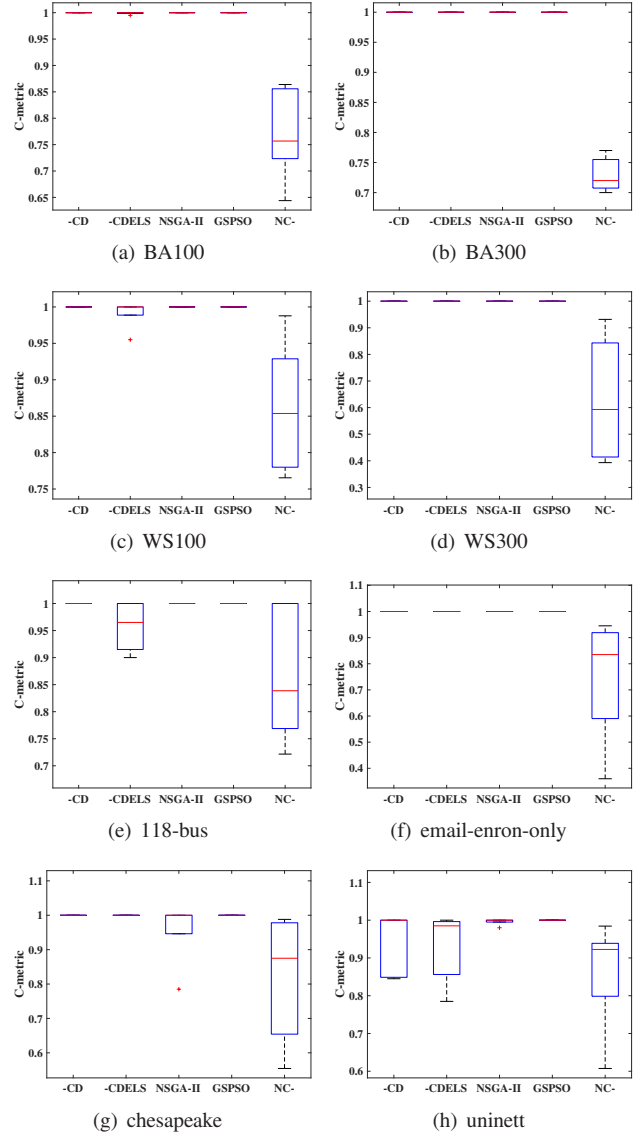 1
0.95
0.9
0.85
0.8
0.75
0.7
0.65
C-metric
-CD -CDELS NSGA-II GSPSO NC-
(a) BA100
1
0.95
0.9
0.85
0.8
0.75
0.7
C-metric
-CD -CDELS NSGA-II GSPSO NC-
(b) BA300
1
0.95
0.9
0.85
0.8
0.75
C-metric
-CD -CDELS NSGA-II GSPSO NC-
(c) WS100
1
0.9
0.8
0.7
0.6
0.5
0.4
0.3
C-metric
-CD -CDELS NSGA-II GSPSO NC-
(d) WS300
1
0.95
0.9
0.85
0.8
0.75
0.7
C-metric
-CD -CDELS NSGA-II GSPSO NC-
(e) 118-bus
1
0.9
0.8
0.7
0.6
0.5
0.4
C-metric
-CD -CDELS NSGA-II GSPSO NC-
(f) email-enron-only
1.1
1
0.9
0.8
0.7
0.6
C-metric
-CD -CDELS NSGA-II GSPSO NC-
(g) chesapeake
1.1
1
0.9
0.8
0.7
0.6
C-metric
-CD -CDELS NSGA-II GSPSO NC-
(h) uninett